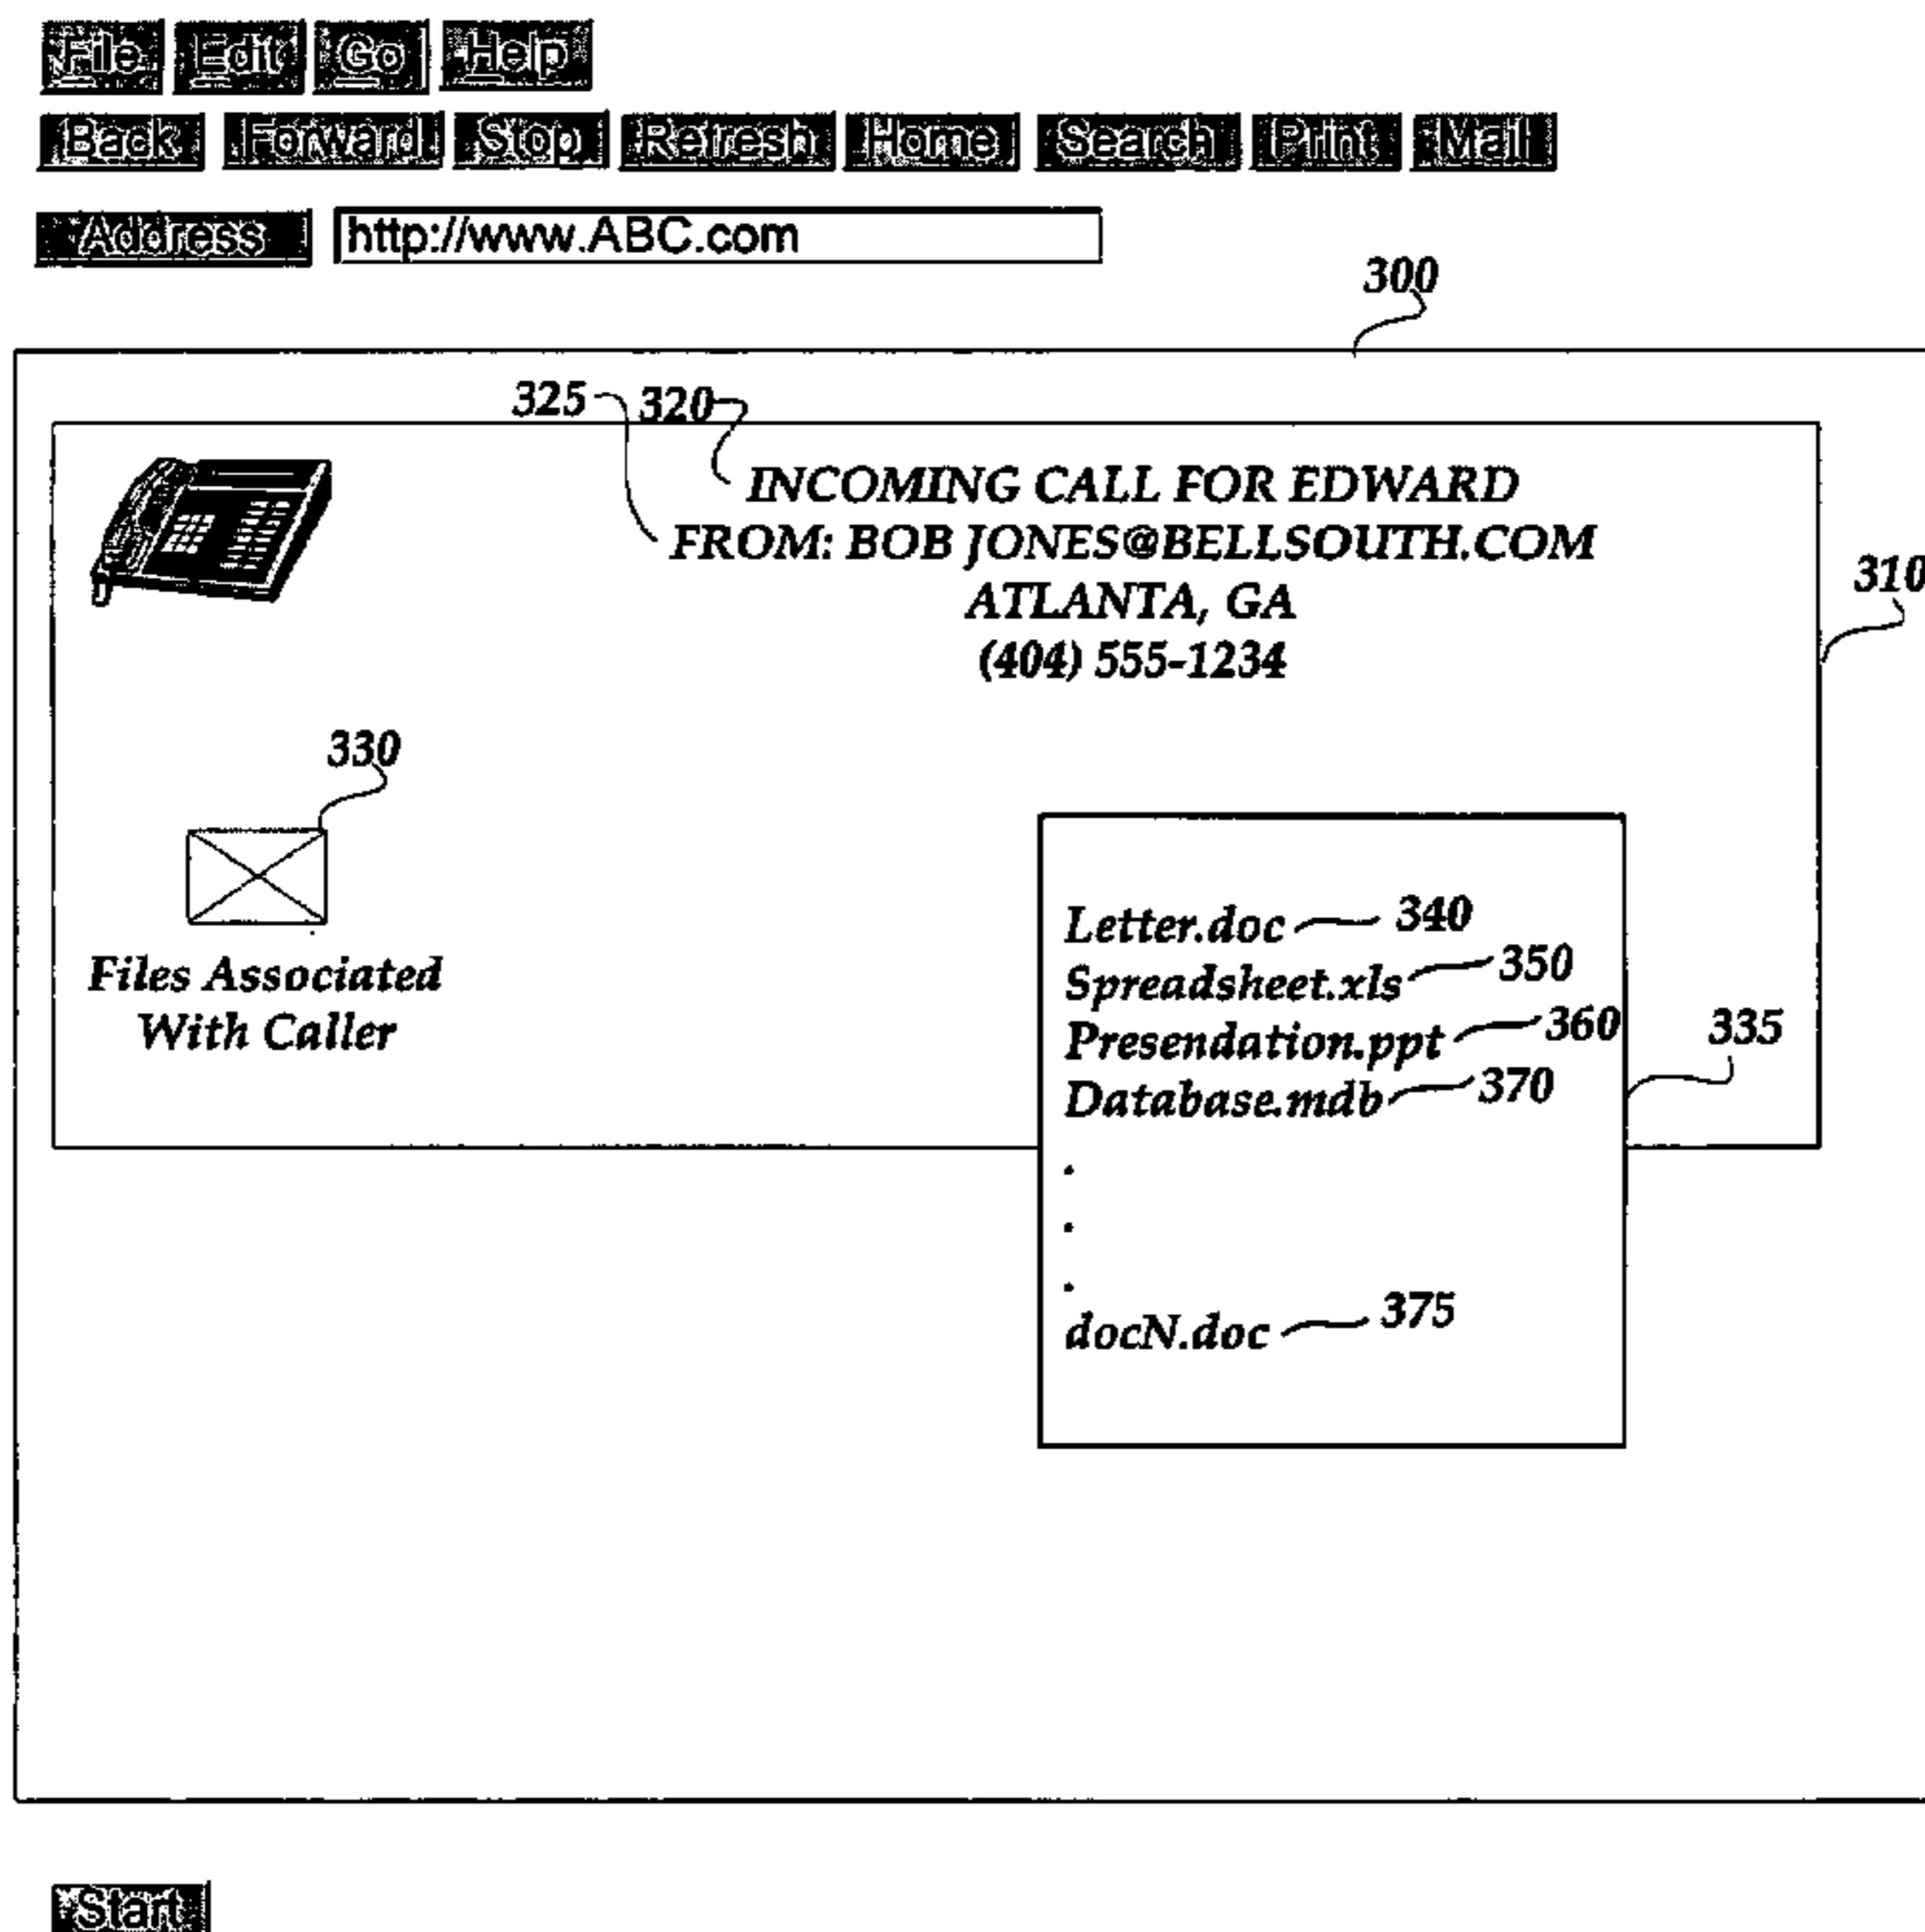 File Edit Go Help
Back Forward Stop Refresh Home Search Print Mail
Address http://www.ABC.com
300
325 320
INCOMING CALL FOR EDWARD
FROM: BOB JONES@BELLSOUTH.COM
310
ATLANTA, GA
(404) 555-1234
330
Files Associated
With Caller
Letter.doc 340
Spreadsheet.xls 350
Presendation.ppt 360
335
Database.mdb 370
.
.
.
docN.doc 375
Start